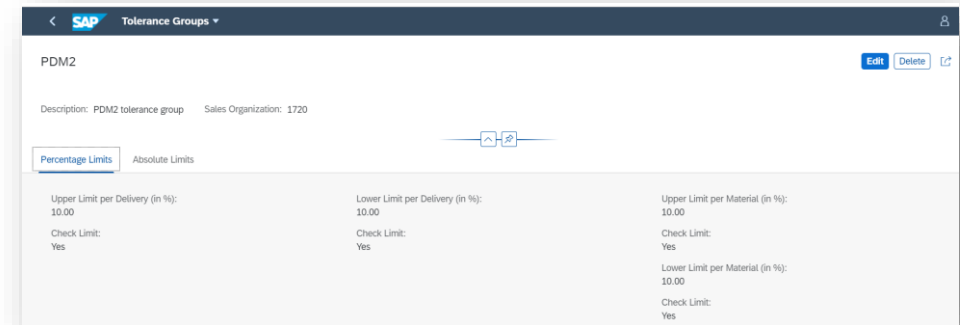 SAP Tolerance Groups
PDM2
Edit Delete
Description: PDM2 tolerance group Sales Organization: 1720
Percentage Limits Absolute Limits
Upper Limit per Delivery (in %):
10.00
Check Limit:
Yes
Lower Limit per Delivery (in %):
10.00
Check Limit:
Yes
Upper Limit per Material (in %):
10.00
Check Limit:
Yes
Lower Limit per Material (in %):
10.00
Check Limit:
Yes